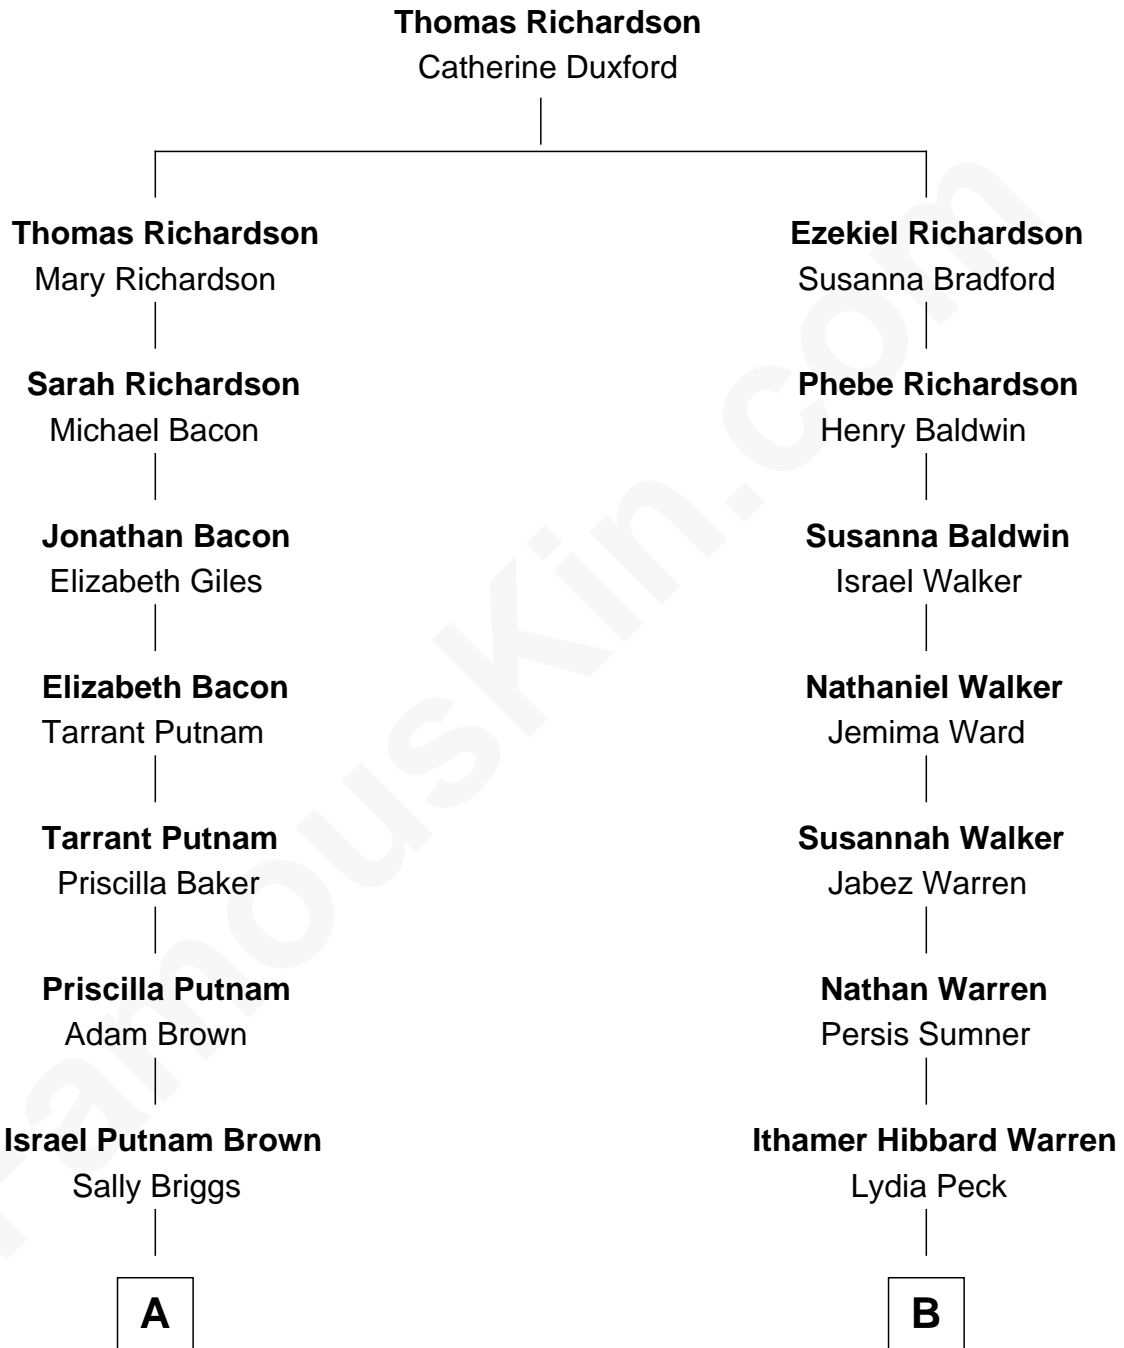 Thomas Richardson
Catherine Duxford
Thomas Richardson
Mary Richardson
Sarah Richardson
Michael Bacon
Jonathan Bacon
Elizabeth Giles
Elizabeth Bacon
Tarrant Putnam
Tarrant Putnam
Priscilla Baker
Priscilla Putnam
Adam Brown
Israel Putnam Brown
Sally Briggs
A
Ezekiel Richardson
Susanna Bradford
Phebe Richardson
Henry Baldwin
Susanna Baldwin
Israel Walker
Nathaniel Walker
Jemima Ward
Susannah Walker
Jabez Warren
Nathan Warren
Persis Sumner
Ithamer Hibbard Warren
Lydia Peck
B
FamousKin.com